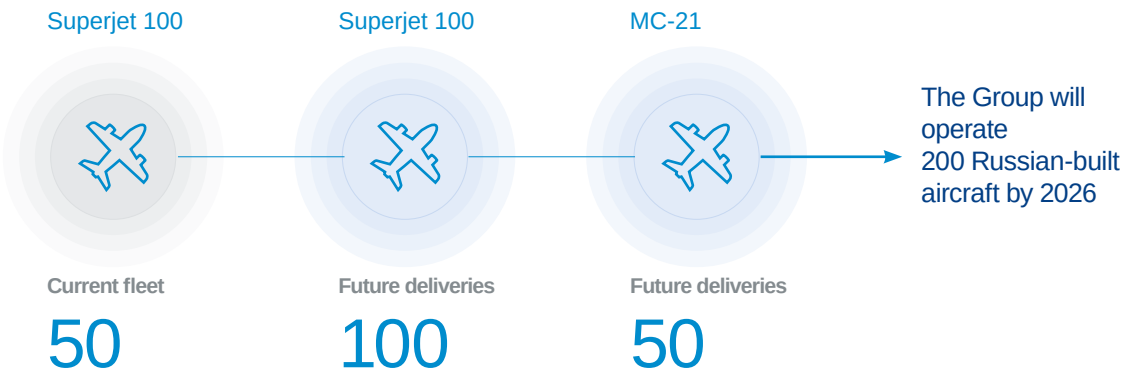 Superjet 100
Superjet 100
MC-21
The Group will
operate
200 Russian-built
aircraft by 2026
Current fleet
Future deliveries
Future deliveries
50
100
50